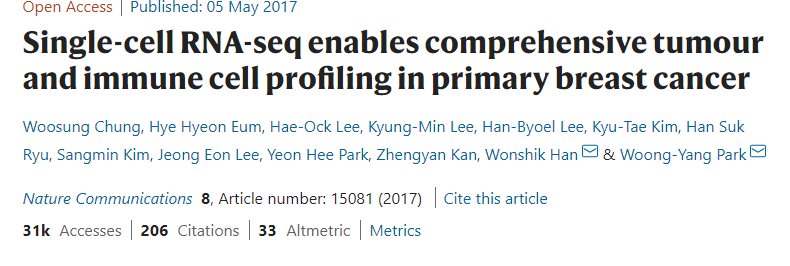 Open Access | Published: 05 May 2017
Single-cell RNA-seq enables comprehensive tumour
and immune cell profiling in primary breast cancer
Woosung Chung, Hye Hyeon Eum, Hae-Ock Lee, Kyung-Min Lee, Han-Byoel Lee, Kyu-Tae Kim, Han Suk
Ryu, Sangmin Kim, Jeong Eon Lee, Yeon Hee Park, Zhengyan Kan, Wonshik Han & Woong-Yang Park
Nature Communications 8, Article number: 15081 (2017) | Cite this article
31k Accesses | 206 Citations | 33 Altmetric | Metrics